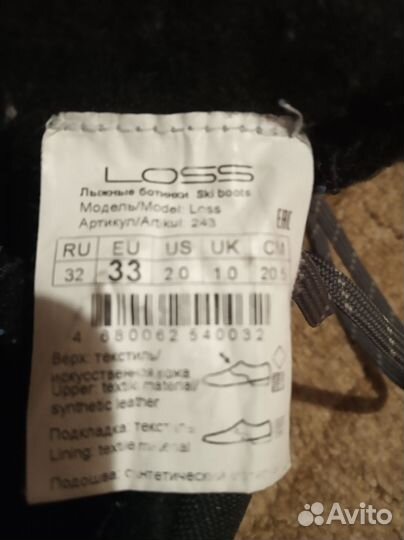 LOSS
Лыжные ботинки Ski boots
Модель/Model: Loss
Артикул/Artikul: 243
EAC
RU EU US UK CM
32 33 2.0 1.0 20.5
4 680062 540032
Верх: текстиль/
искусственная кожа
Upper: textile material/
synthetic leather
Подкладка: текстиль
Lining: textile material
Подошва: синтетический
Avito